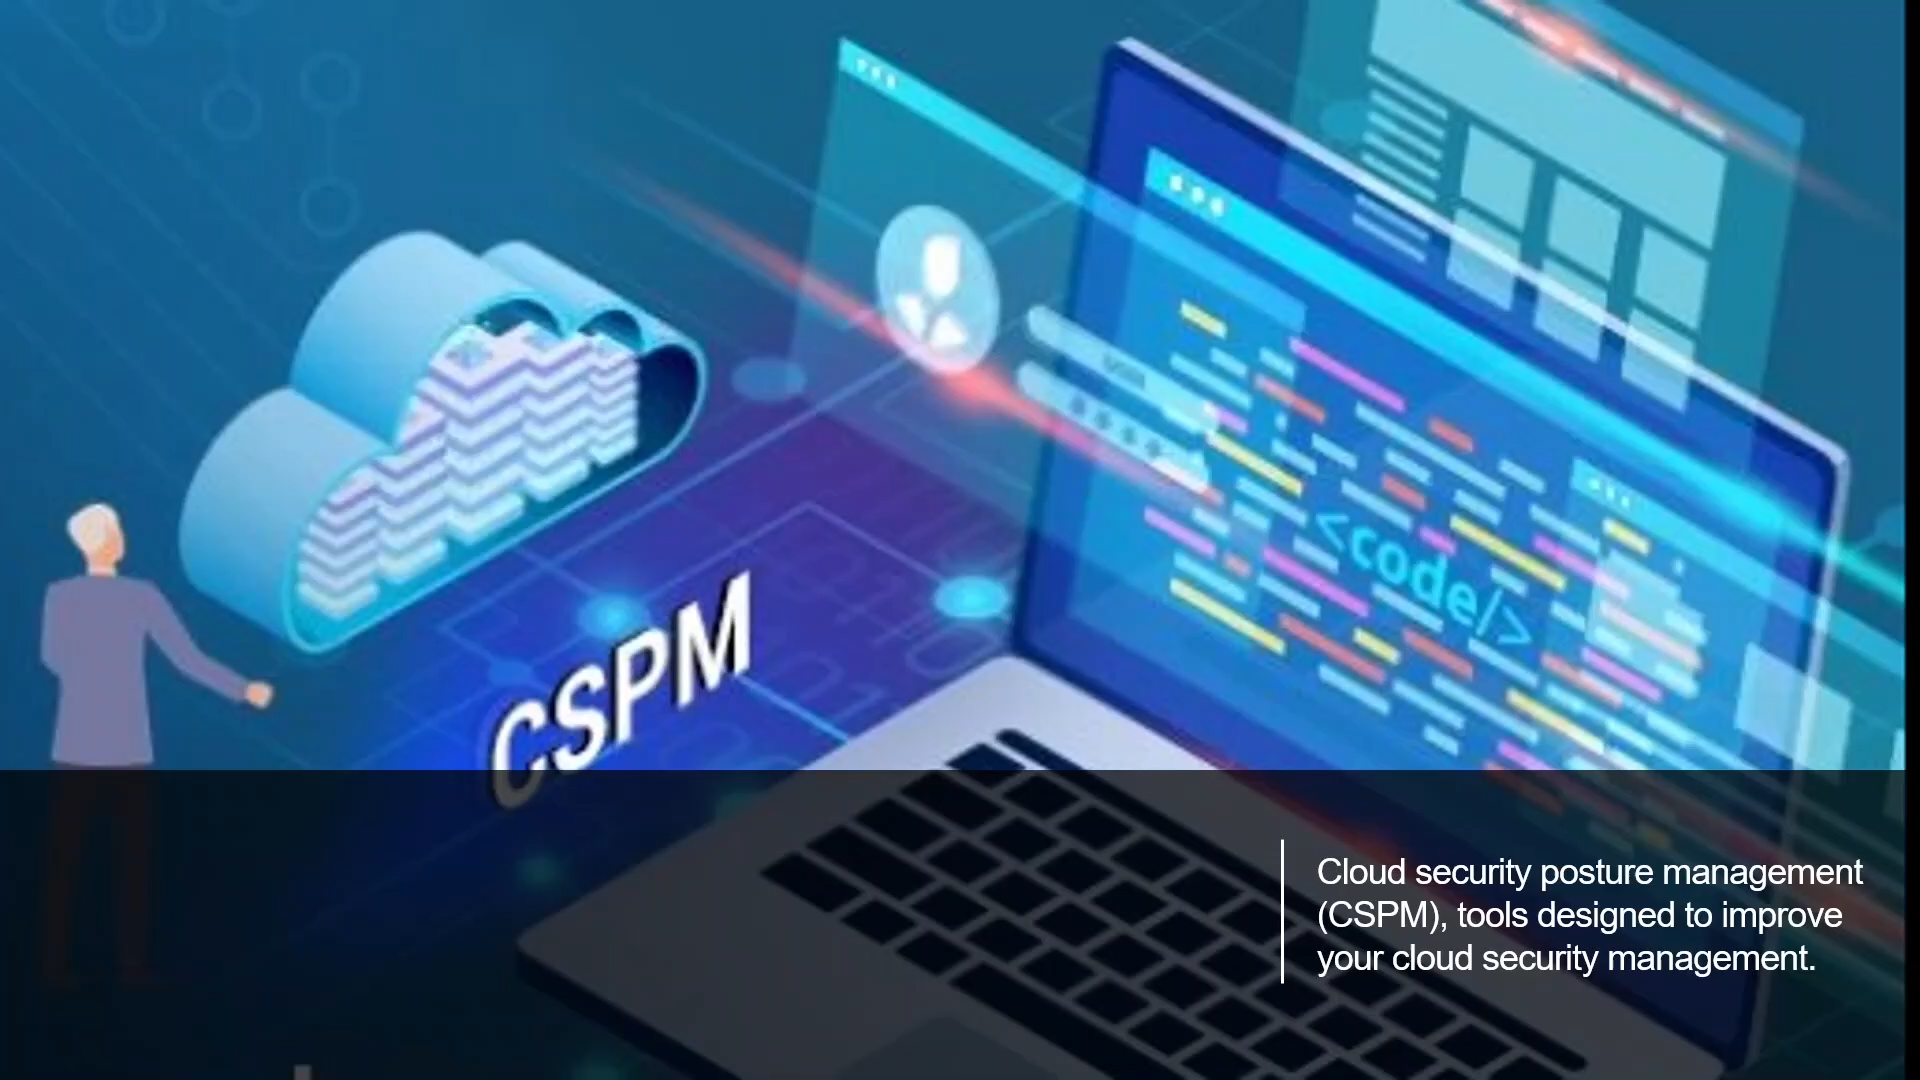 CSPM
<code/>
Cloud security posture management
(CSPM), tools designed to improve
your cloud security management.